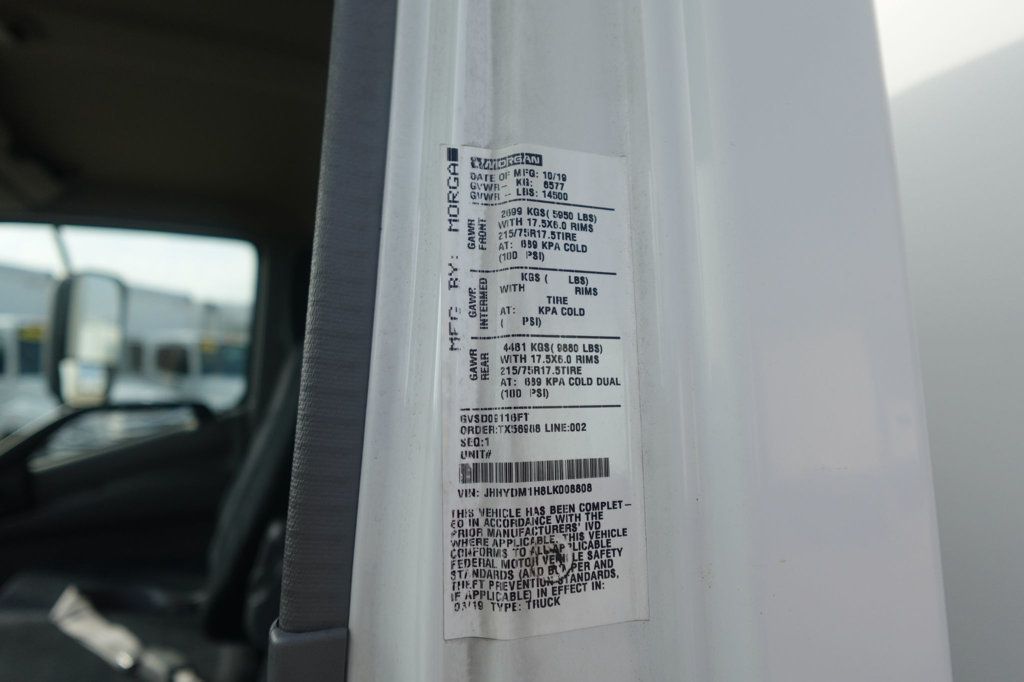 MFG BY: MORGA
MORGAN
DATE OF MFG: 10/19
GVWR - KG: 6577
GVWR - LBS: 14500
GAWR FRONT
2699 KGS( 5950 LBS)
WITH 17.5X6.0 RIMS
215/75R17.5TIRE
AT: 689 KPA COLD
(100 PSI)
GAWR INTERMED
KGS ( LBS)
WITH RIMS
TIRE
AT: KPA COLD
( PSI)
GAWR REAR
4481 KGS( 9880 LBS)
WITH 17.5X6.0 RIMS
215/75R17.5TIRE
AT: 689 KPA COLD DUAL
(100 PSI)
GVSD09116FT
ORDER:TX56988 LINE:002
SEQ:1
UNIT#
VIN: JHHYDM1H8LK008808
THIS VEHICLE HAS BEEN COMPLET-
ED IN ACCORDANCE WITH THE
PRIOR MANUFACTURERS' IVD
WHERE APPLICABLE. THIS VEHICLE
CONFORMS TO ALL APPLICABLE
FEDERAL MOTOR VEHICLE SAFETY
STANDARDS (AND BUMPER AND
THEFT PREVENTION STANDARDS,
IF APPLICABLE) IN EFFECT IN:
03/19 TYPE: TRUCK